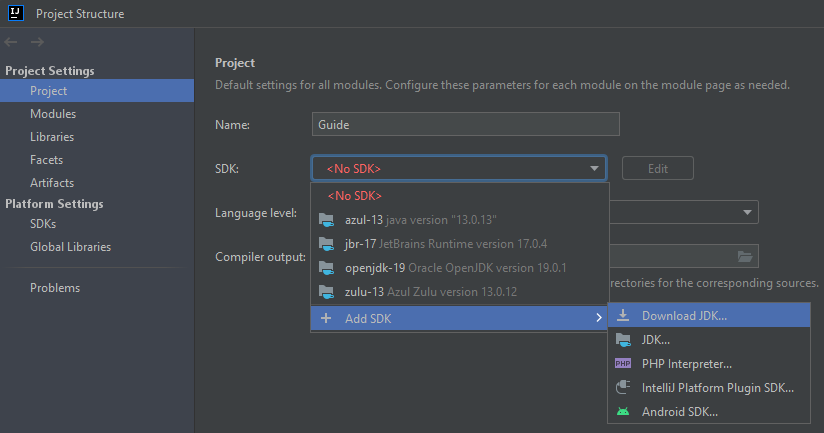 IJ Project Structure
Project Settings
Project
Modules
Libraries
Facets
Artifacts
Platform Settings
SDKs
Global Libraries
Problems
Project
Default settings for all modules. Configure these parameters for each module on the module page as needed.
Name: Guide
SDK: <No SDK> Edit
<No SDK>
Language level:
azul-13 java version "13.0.13"
jbr-17 JetBrains Runtime version 17.0.4
Compiler output:
openjdk-19 Oracle OpenJDK version 19.0.1
rectories for the corresponding sources.
zulu-13 Azul Zulu version 13.0.12
Add SDK
Download JDK...
JDK...
PHP PHP Interpreter...
IntelliJ Platform Plugin SDK...
Android SDK...